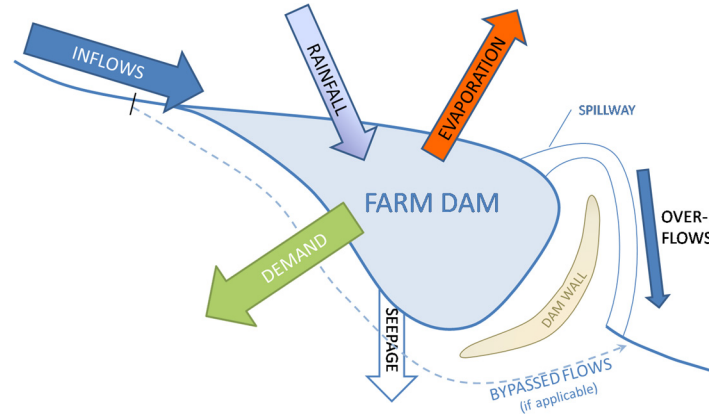 INFLOWS
RAINFALL
EVAPORATION
SPILLWAY
FARM DAM
OVER-
FLOWS
DEMAND
DAM WALL
SEEPAGE
BYPASSED FLOWS
(if applicable)